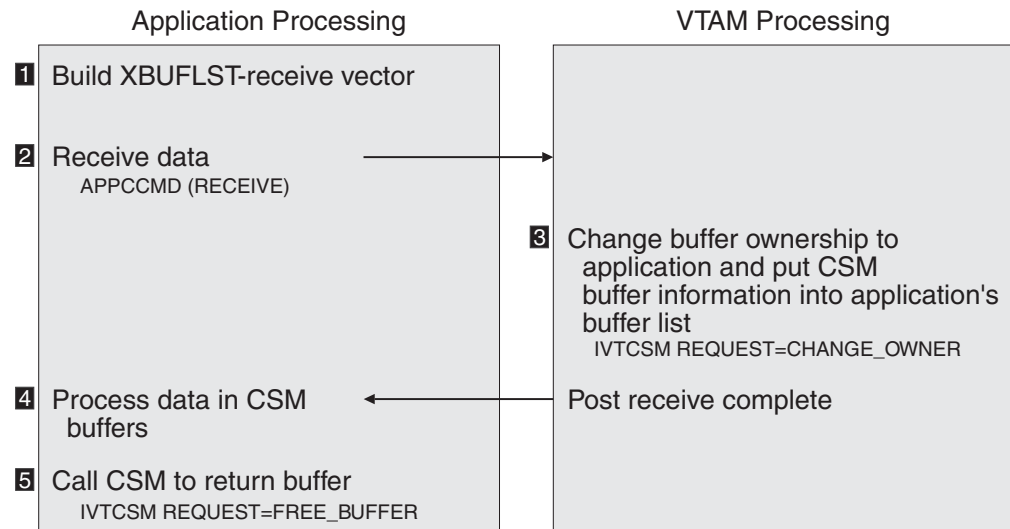 Application Processing
VTAM Processing
1 Build XBUFLST-receive vector
2 Receive data
APPCCMD (RECEIVE)
3 Change buffer ownership to
application and put CSM
buffer information into application's
buffer list
IVTCSM REQUEST=CHANGE_OWNER
4 Process data in CSM
buffers
Post receive complete
5 Call CSM to return buffer
IVTCSM REQUEST=FREE_BUFFER